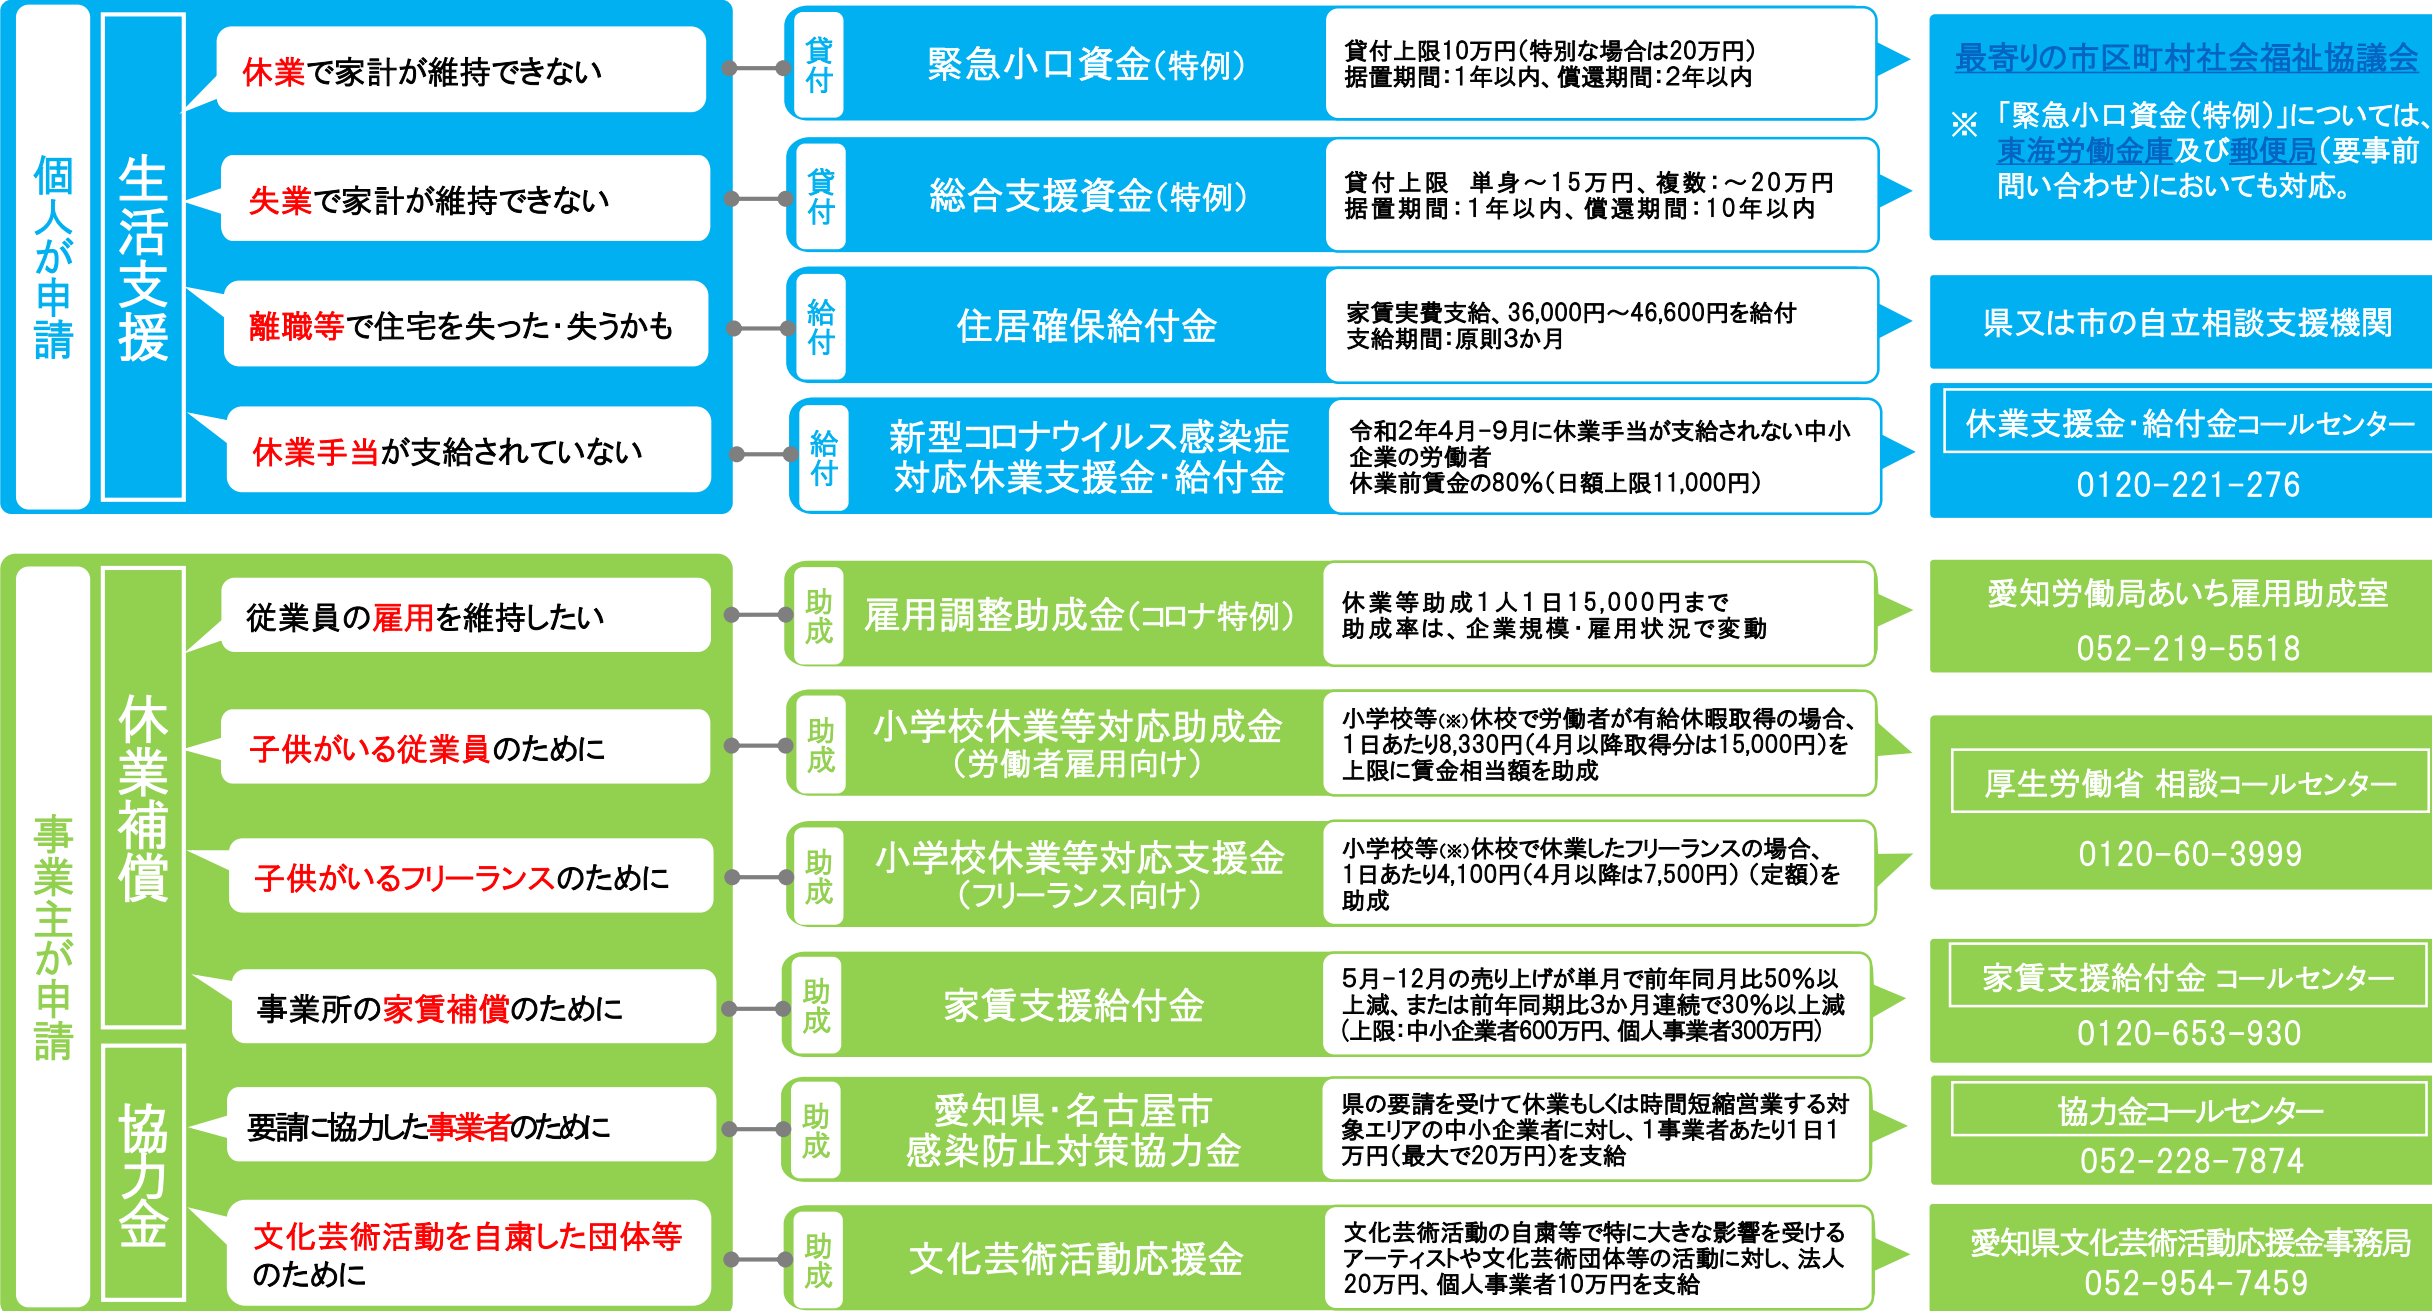 個人が申請
生活支援
休業で家計が維持できない
貸付
緊急小口資金(特例)
貸付上限10万円(特別な場合は20万円)
据置期間:1年以内、償還期間:2年以内
最寄りの市区町村社会福祉協議会
※ 「緊急小口資金(特例)」については、
東海労働金庫及び郵便局(要事前
問い合わせ)においても対応。
失業で家計が維持できない
貸付
総合支援資金(特例)
貸付上限 単身～15万円、複数:～20万円
据置期間:1年以内、償還期間:10年以内
離職等で住宅を失った・失うかも
給付
住居確保給付金
家賃実費支給、36,000円～46,600円を給付
支給期間:原則3か月
県又は市の自立相談支援機関
休業手当が支給されていない
給付
新型コロナウイルス感染症
対応休業支援金・給付金
令和2年4月-9月に休業手当が支給されない中小
企業の労働者
休業前賃金の80%(日額上限11,000円)
休業支援金・給付金コールセンター
0120-221-276
事業主が申請
休業補償
従業員の雇用を維持したい
助成
雇用調整助成金(コロナ特例)
休業等助成1人1日15,000円まで
助成率は、企業規模・雇用状況で変動
愛知労働局あいち雇用助成室
052-219-5518
子供がいる従業員のために
助成
小学校休業等対応助成金
(労働者雇用向け)
小学校等(※)休校で労働者が有給休暇取得の場合、
1日あたり8,330円(4月以降取得分は15,000円)を
上限に賃金相当額を助成
厚生労働省 相談コールセンター
0120-60-3999
子供がいるフリーランスのために
助成
小学校休業等対応支援金
(フリーランス向け)
小学校等(※)休校で休業したフリーランスの場合、
1日あたり4,100円(4月以降は7,500円)(定額)を
助成
事業所の家賃補償のために
助成
家賃支援給付金
5月-12月の売り上げが単月で前年同月比50%以
上減、または前年同期比3か月連続で30%以上減
(上限:中小企業者600万円、個人事業者300万円)
家賃支援給付金 コールセンター
0120-653-930
協力金
要請に協力した事業者のために
助成
愛知県・名古屋市
感染防止対策協力金
県の要請を受けて休業もしくは時間短縮営業する対
象エリアの中小企業者に対し、1事業者あたり1日1
万円(最大で20万円)を支給
協力金コールセンター
052-228-7874
文化芸術活動を自粛した団体等
のために
助成
文化芸術活動応援金
文化芸術活動の自粛等で特に大きな影響を受ける
アーティストや文化芸術団体等の活動に対し、法人
20万円、個人事業者10万円を支給
愛知県文化芸術活動応援金事務局
052-954-7459